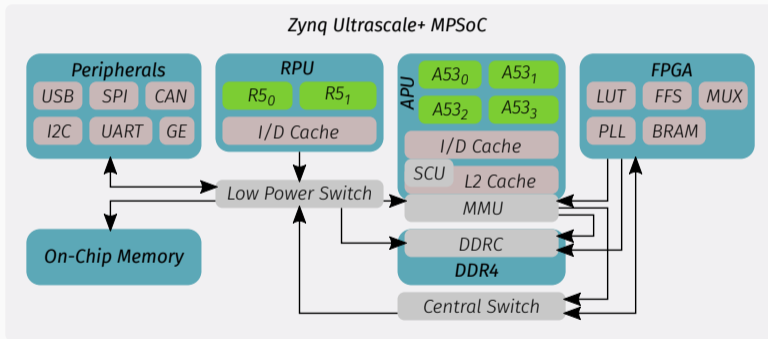 Zynq Ultrascale+ MPSoC
Peripherals
USB SPI CAN
I2C UART GE
RPU
R5₀ R5₁
I/D Cache
APU
A53₀ A53₁
A53₂ A53₃
I/D Cache
SCU
L2 Cache
MMU
FPGA
LUT FFS MUX
PLL BRAM
Low Power Switch
On-Chip Memory
DDRC
DDR4
Central Switch